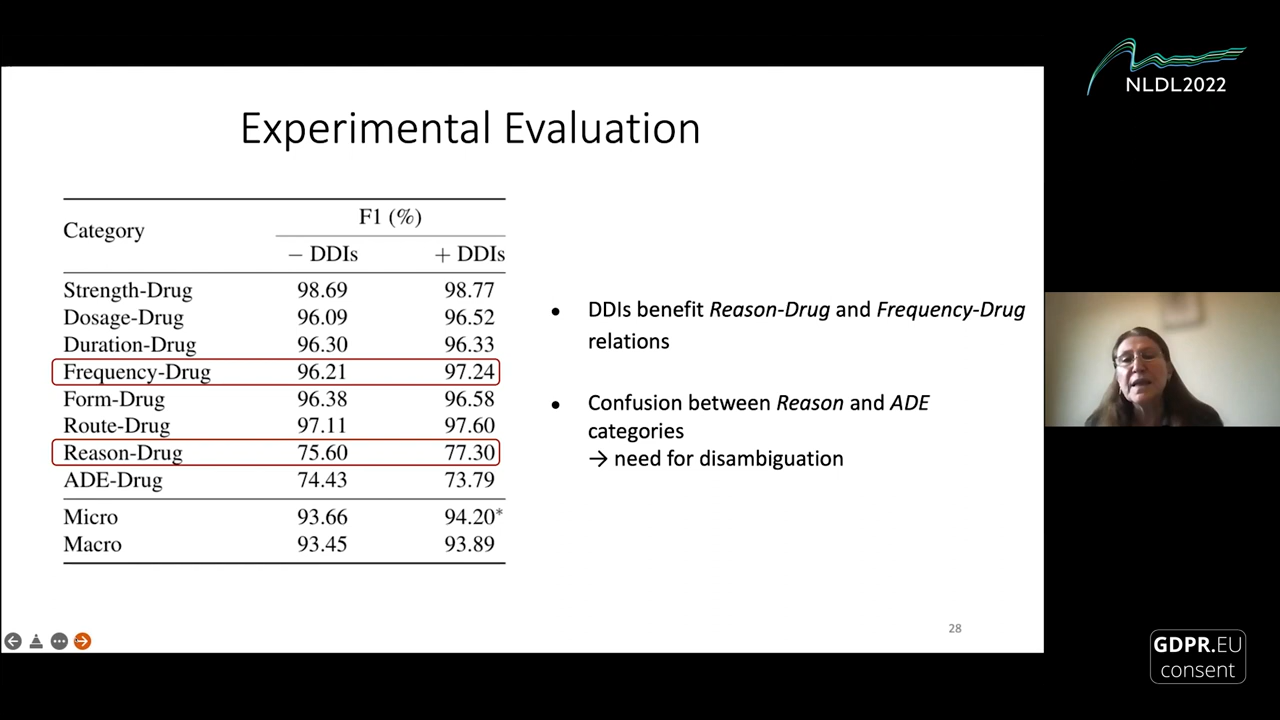 NLDL2022
Experimental Evaluation
Category
F1 (%)
− DDIs + DDIs
Strength-Drug 98.69 98.77
Dosage-Drug 96.09 96.52
Duration-Drug 96.30 96.33
Frequency-Drug 96.21 97.24
Form-Drug 96.38 96.58
Route-Drug 97.11 97.60
Reason-Drug 75.60 77.30
ADE-Drug 74.43 73.79
Micro 93.66 94.20*
Macro 93.45 93.89
• DDIs benefit Reason-Drug and Frequency-Drug
relations
• Confusion between Reason and ADE
categories
→ need for disambiguation
28
GDPR.EU
consent